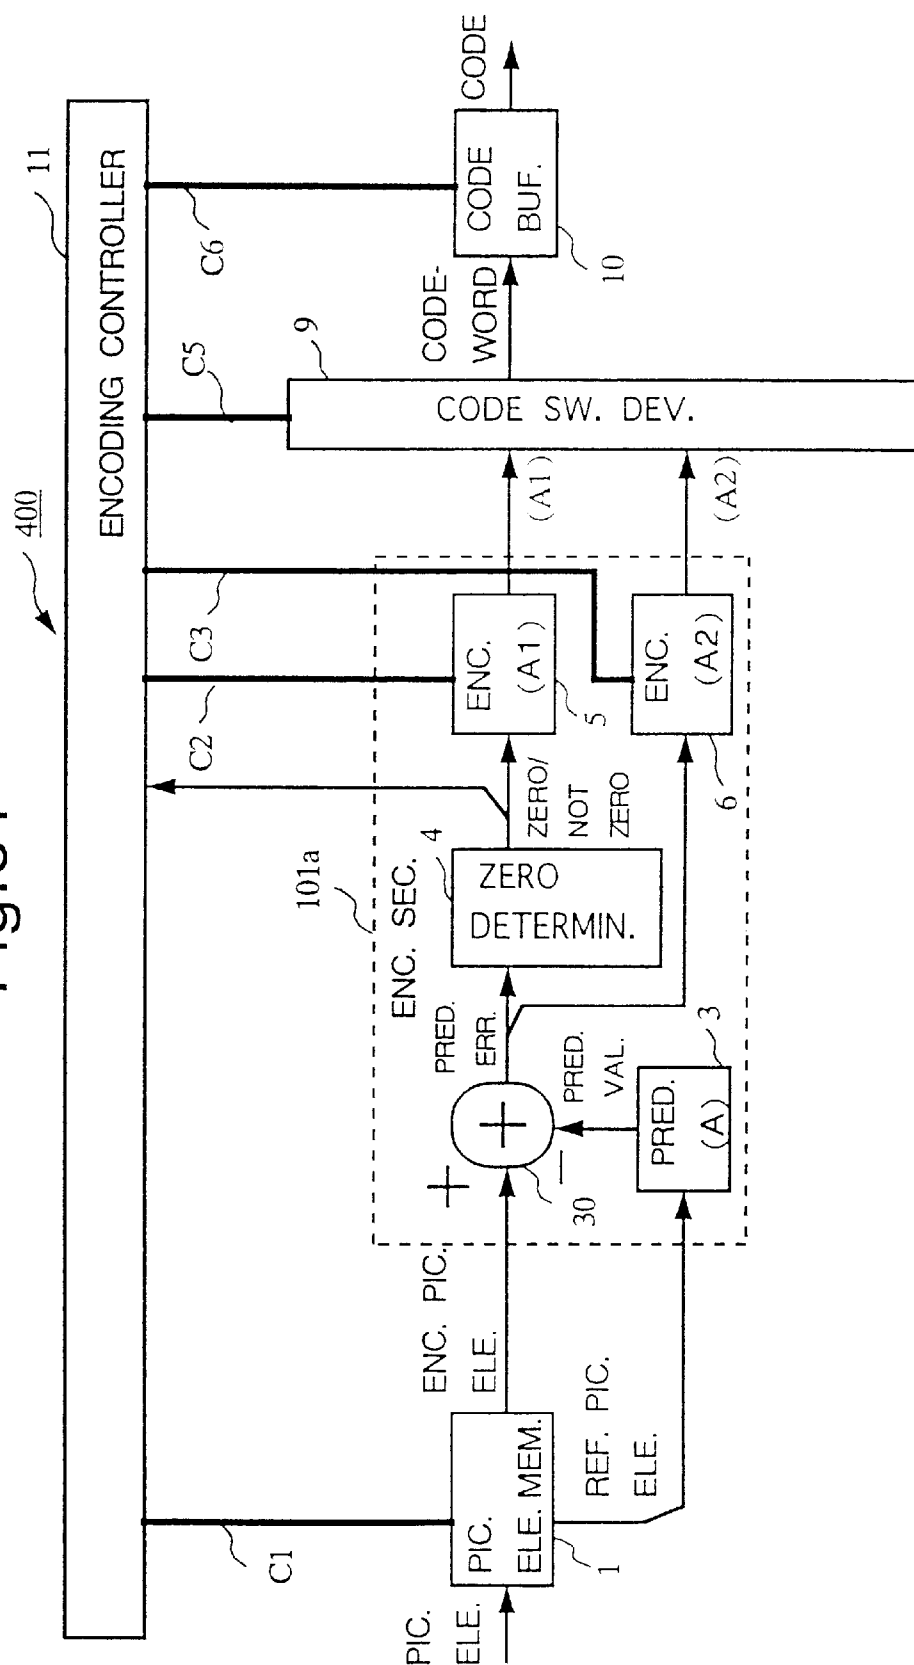 400
11
ENCODING CONTROLLER
C1
C2
C3
C5
C6
PIC.
ELE.
PIC.
ELE. MEM.
1
ENC. PIC.
ELE.
REF. PIC.
ELE.
101a
ENC. SEC.
30
PRED.
ERR.
PRED.
VAL.
PRED.
(A)
3
4
ZERO
DETERMIN.
ZERO/
NOT
ZERO
ENC.
(A1)
5
ENC.
(A2)
6
(A1)
(A2)
9
CODE SW. DEV.
CODE-
WORD
CODE
BUF.
10
CODE